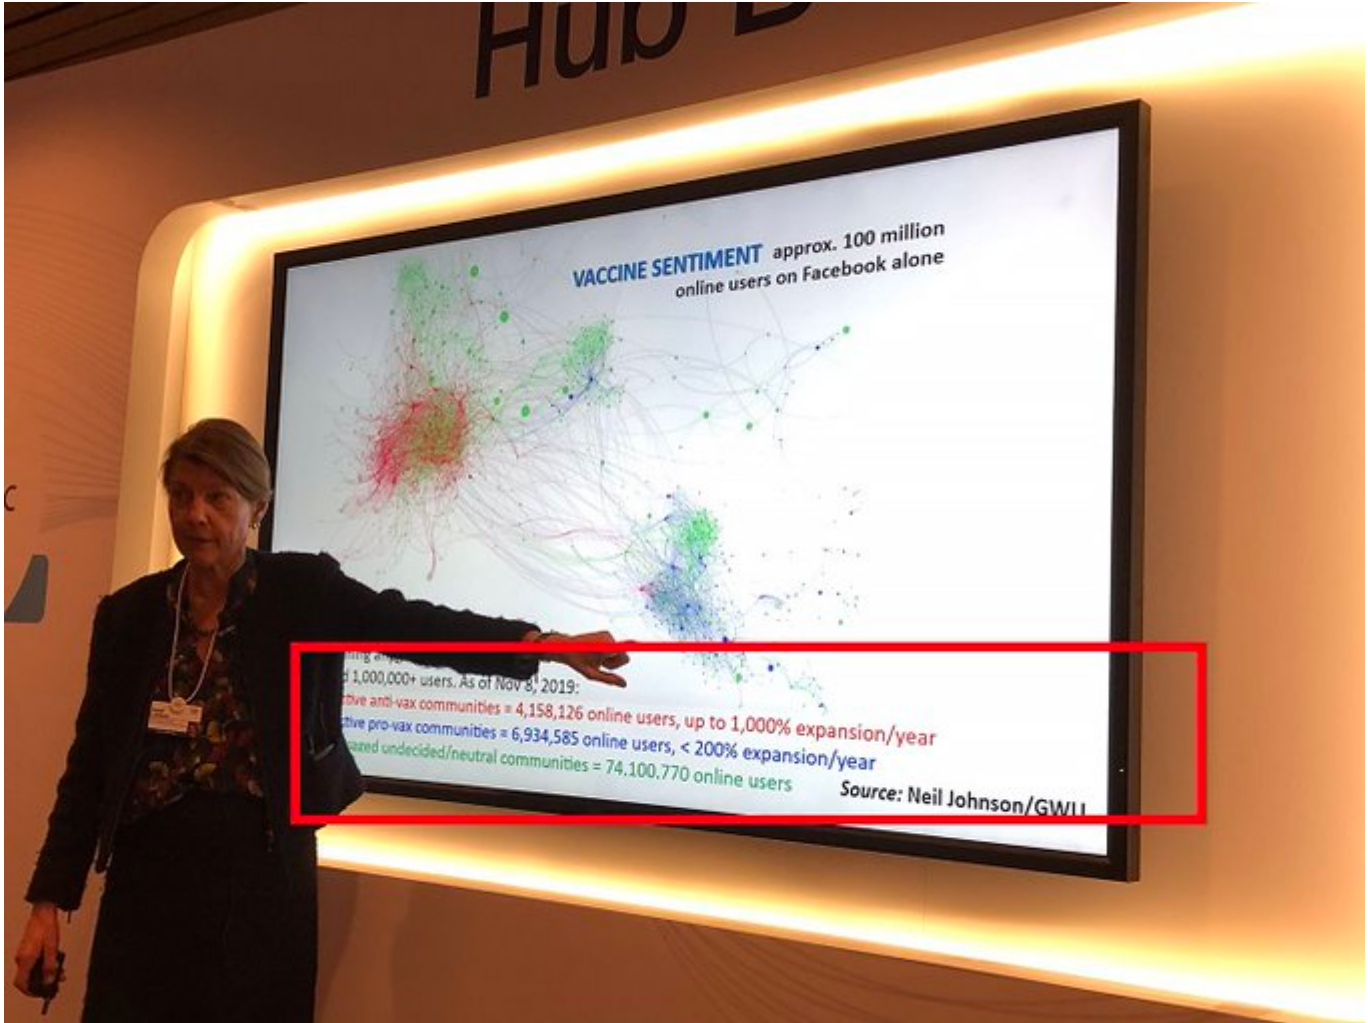 Hub
VACCINE SENTIMENT approx. 100 million
online users on Facebook alone
1,000,000+ users. As of Nov 8, 2019:
anti-vax communities = 4,158,126 online users, up to 1,000% expansion/year
pro-vax communities = 6,934,585 online users, < 200% expansion/year
undecided/neutral communities = 74.100.770 online users
Source: Neil Johnson/GWU